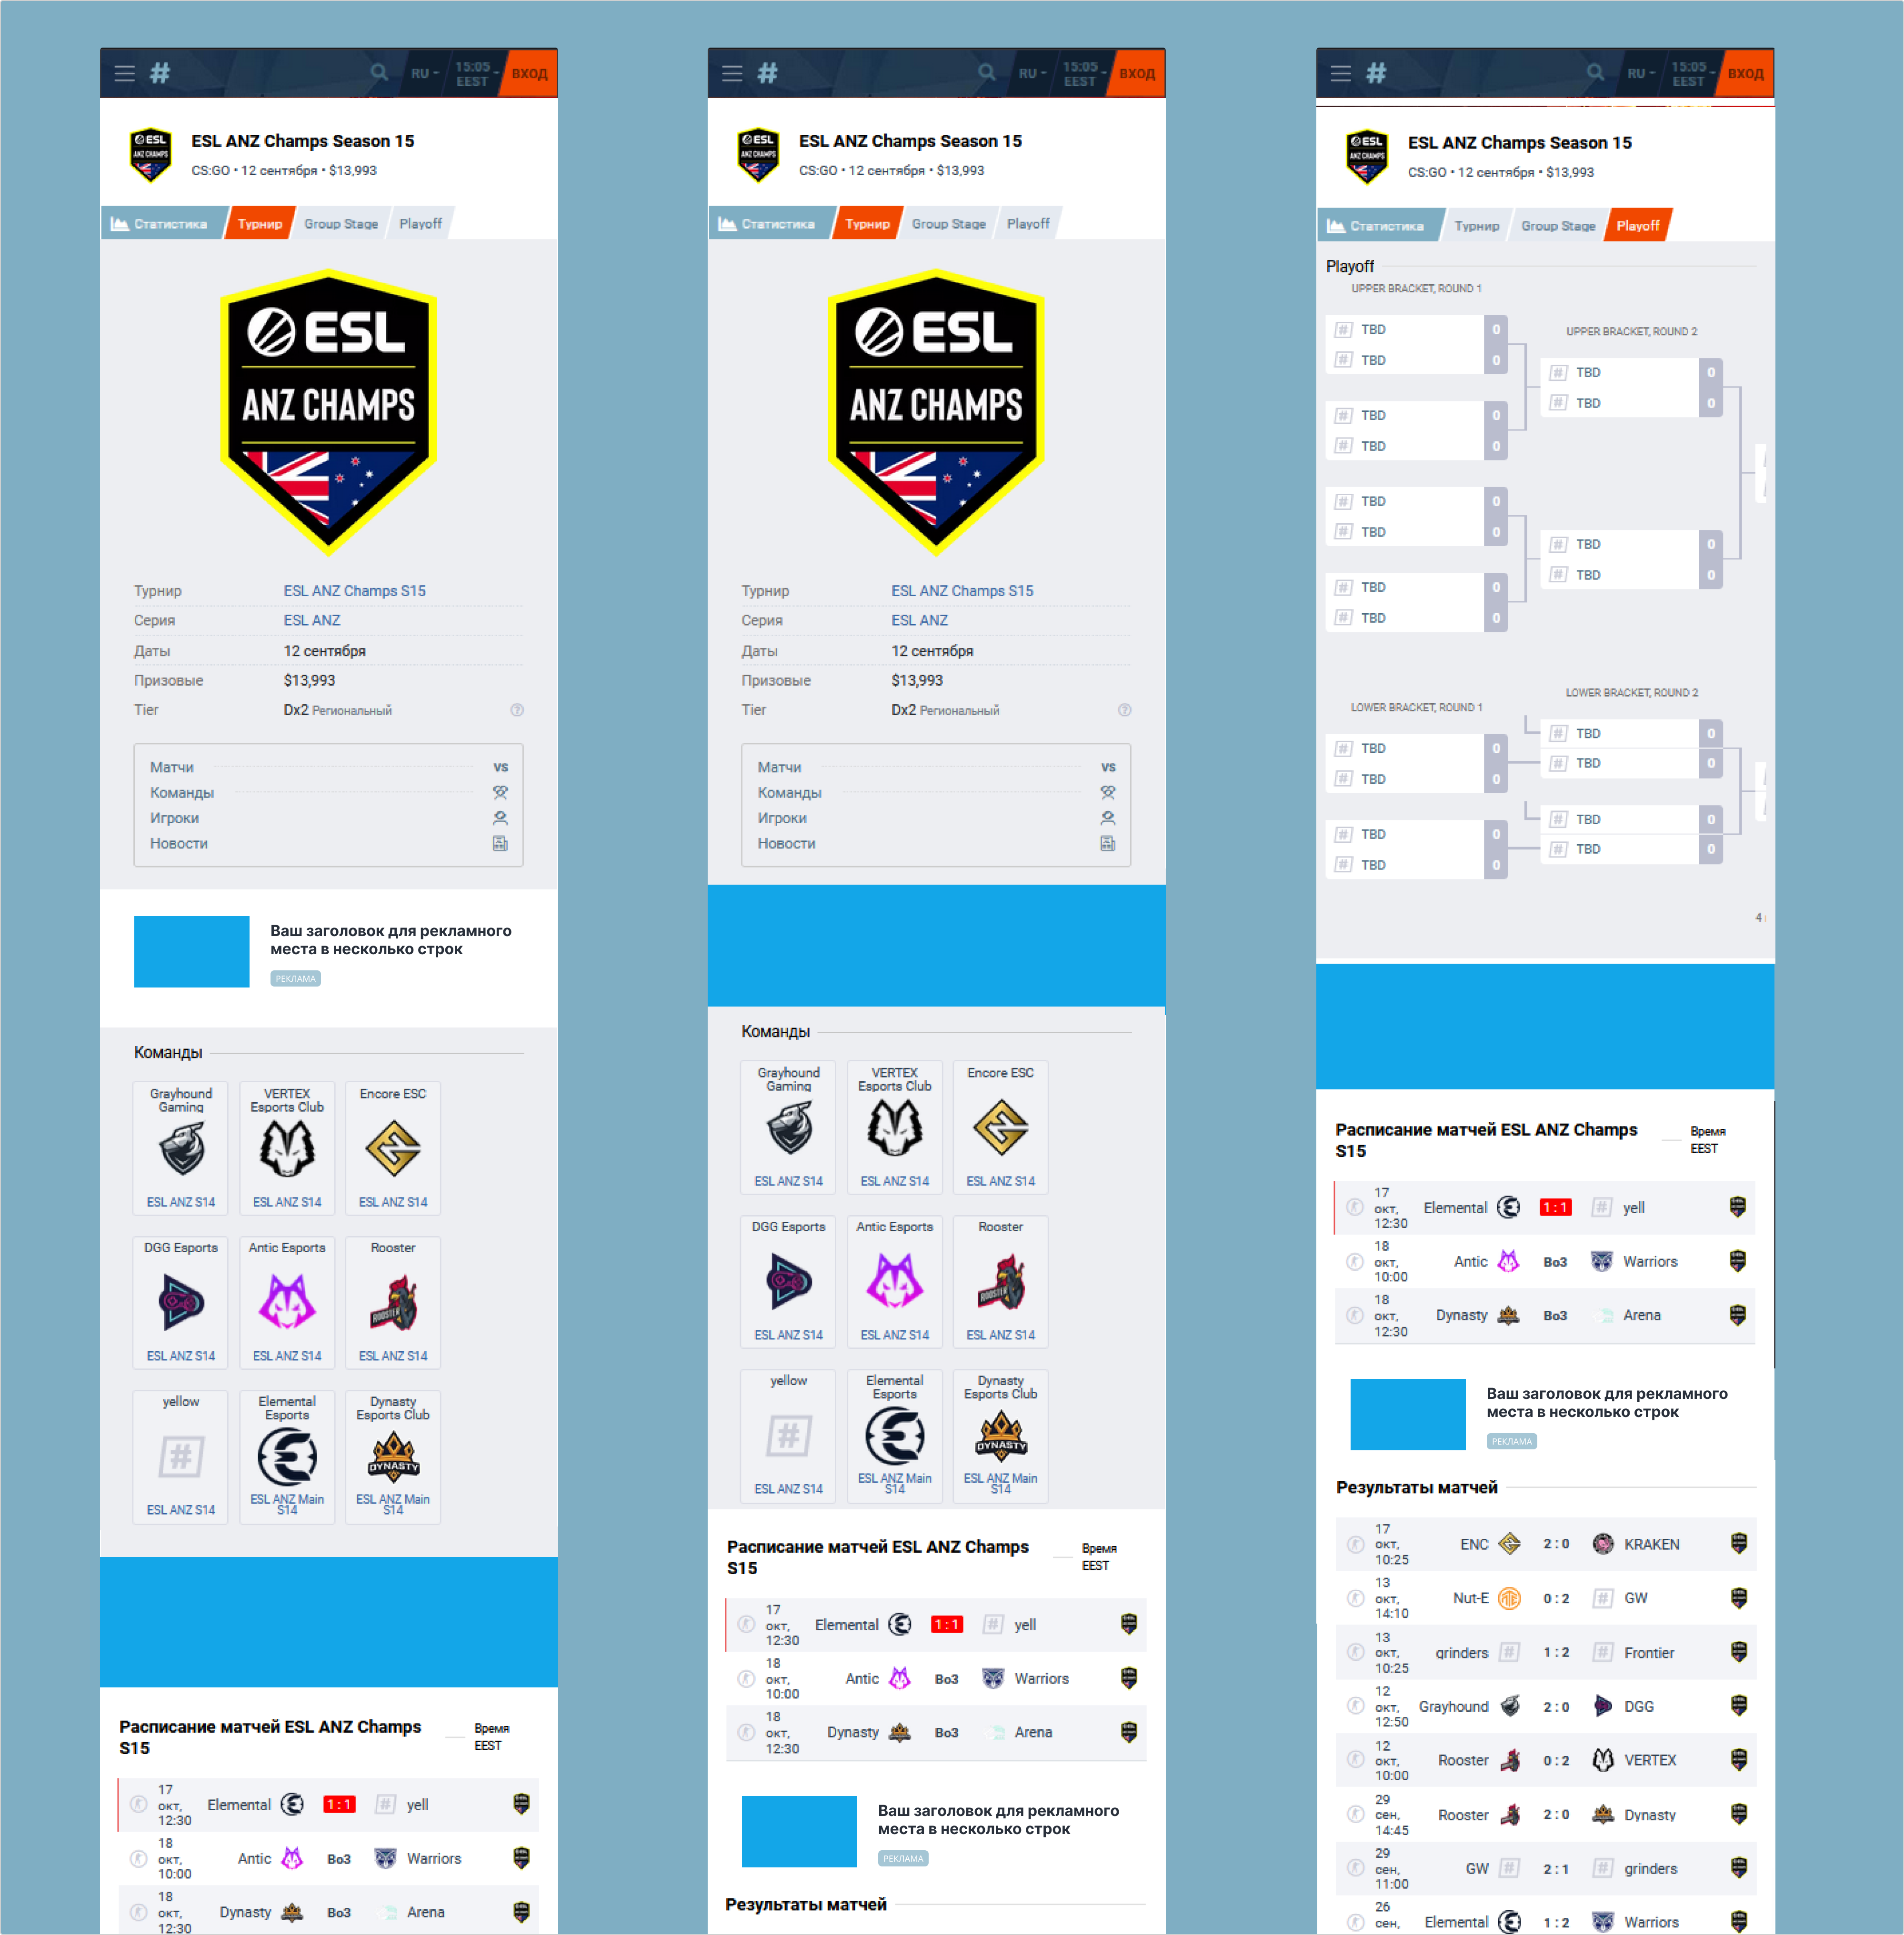 #
RU
15:05
EEST
ВХОД
ESL
ANZ CHAMPS
ESL ANZ Champs Season 15
CS:GO • 12 сентября • $13,993
Статистика
Турнир
Group Stage
Playoff
ESL
ANZ CHAMPS
Турнир
ESL ANZ Champs S15
Серия
ESL ANZ
Даты
12 сентября
Призовые
$13,993
Tier
Dx2 Региональный
?
Матчи
vs
Команды
Игроки
Новости
Ваш заголовок для рекламного
места в несколько строк
РЕКЛАМА
Команды
Grayhound
Gaming
ESL ANZ S14
VERTEX
Esports Club
ESL ANZ S14
Encore ESC
ESL ANZ S14
DGG Esports
ESL ANZ S14
Antic Esports
ESL ANZ S14
Rooster
ROOSTER
ESL ANZ S14
yellow
#
ESL ANZ S14
Elemental
Esports
ESL ANZ Main
S14
Dynasty
Esports Club
DYNASTY
ESL ANZ Main
S14
Расписание матчей ESL ANZ Champs
S15
Время
EEST
17
окт,
12:30
Elemental
1 : 1
#
yell
18
окт,
10:00
Antic
Bo3
Warriors
18
окт,
12:30
Dynasty
Bo3
Arena
#
RU
15:05
EEST
ВХОД
ESL
ANZ CHAMPS
ESL ANZ Champs Season 15
CS:GO • 12 сентября • $13,993
Статистика
Турнир
Group Stage
Playoff
ESL
ANZ CHAMPS
Турнир
ESL ANZ Champs S15
Серия
ESL ANZ
Даты
12 сентября
Призовые
$13,993
Tier
Dx2 Региональный
?
Матчи
vs
Команды
Игроки
Новости
Команды
Grayhound
Gaming
ESL ANZ S14
VERTEX
Esports Club
ESL ANZ S14
Encore ESC
ESL ANZ S14
DGG Esports
ESL ANZ S14
Antic Esports
ESL ANZ S14
Rooster
ROOSTER
ESL ANZ S14
yellow
#
ESL ANZ S14
Elemental
Esports
ESL ANZ Main
S14
Dynasty
Esports Club
DYNASTY
ESL ANZ Main
S14
Расписание матчей ESL ANZ Champs
S15
Время
EEST
17
окт,
12:30
Elemental
1 : 1
#
yell
18
окт,
10:00
Antic
Bo3
Warriors
18
окт,
12:30
Dynasty
Bo3
Arena
Ваш заголовок для рекламного
места в несколько строк
РЕКЛАМА
Результаты матчей
#
RU
15:05
EEST
ВХОД
ESL
ANZ CHAMPS
ESL ANZ Champs Season 15
CS:GO • 12 сентября • $13,993
Статистика
Турнир
Group Stage
Playoff
Playoff
UPPER BRACKET, ROUND 1
# TBD 0
# TBD 0
# TBD 0
# TBD 0
# TBD 0
# TBD 0
# TBD 0
# TBD 0
UPPER BRACKET, ROUND 2
# TBD 0
# TBD 0
# TBD 0
# TBD 0
LOWER BRACKET, ROUND 1
# TBD 0
# TBD 0
# TBD 0
# TBD 0
LOWER BRACKET, ROUND 2
# TBD 0
# TBD 0
# TBD 0
# TBD 0
4
Расписание матчей ESL ANZ Champs
S15
Время
EEST
17
окт,
12:30
Elemental
1 : 1
#
yell
18
окт,
10:00
Antic
Bo3
Warriors
18
окт,
12:30
Dynasty
Bo3
Arena
Ваш заголовок для рекламного
места в несколько строк
РЕКЛАМА
Результаты матчей
17
окт,
10:25
ENC
2 : 0
KRAKEN
13
окт,
14:10
Nut-E
0 : 2
#
GW
13
окт,
10:25
grinders
#
1 : 2
#
Frontier
12
окт,
12:50
Grayhound
2 : 0
DGG
12
окт,
10:00
Rooster
0 : 2
VERTEX
29
сен,
14:45
Rooster
2 : 0
Dynasty
29
сен,
11:00
GW
#
2 : 1
#
grinders
26
сен,
Elemental
1 : 2
Warriors